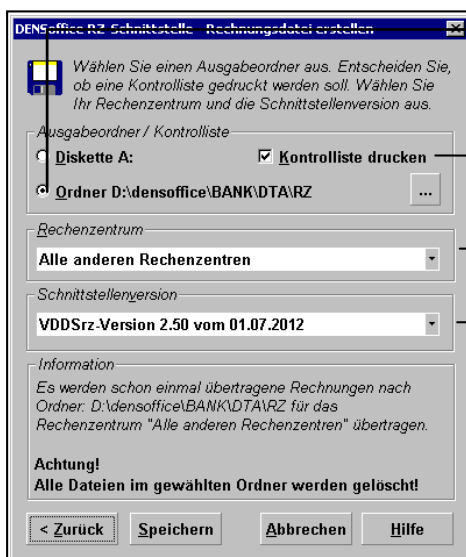 DENSoffice RZ-Schnittstelle - Rechnungsdatei erstellen
Wählen Sie einen Ausgabeordner aus. Entscheiden Sie,
ob eine Kontrolliste gedruckt werden soll. Wählen Sie
Ihr Rechenzentrum und die Schnittstellenversion aus.
Ausgabeordner / Kontrolliste
Diskette A:
Kontrolliste drucken
Ordner D:\densoffice\BANK\DTA\RZ
...
Rechenzentrum
Alle anderen Rechenzentren
Schnittstellenversion
VDDSrz-Version 2.50 vom 01.07.2012
Information
Es werden schon einmal übertragene Rechnungen nach
Ordner: D:\densoffice\BANK\DTA\RZ für das
Rechenzentrum "Alle anderen Rechenzentren" übertragen.
Achtung!
Alle Dateien im gewählten Ordner werden gelöscht!
< Zurück
Speichern
Abbrechen
Hilfe